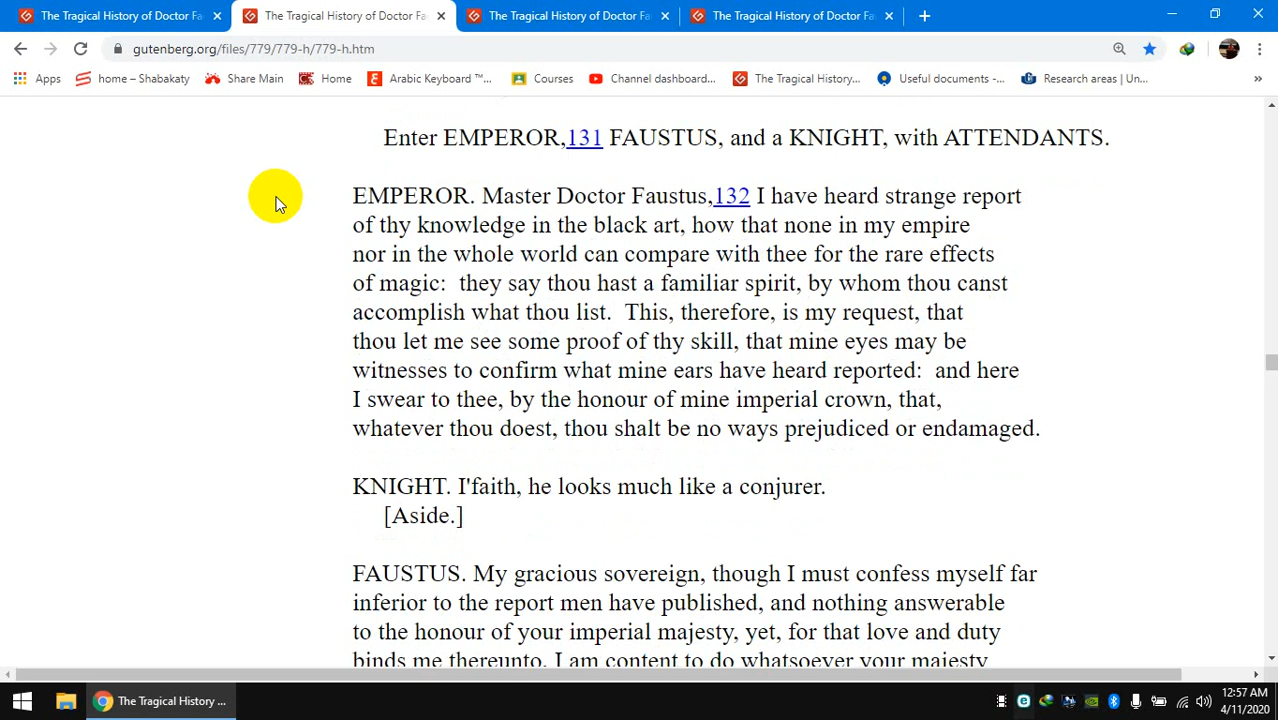 The Tragical History of Doctor Fa
The Tragical History of Doctor Fa
The Tragical History of Doctor Fa
The Tragical History of Doctor Fa
gutenberg.org/files/779/779-h/779-h.htm
Apps
home – Shabakaty
Share Main
Home
Arabic Keyboard ™...
Courses
Channel dashboard...
The Tragical History...
Useful documents -...
Research areas | Un...
»
Enter EMPEROR,131 FAUSTUS, and a KNIGHT, with ATTENDANTS.
EMPEROR. Master Doctor Faustus,132 I have heard strange report
of thy knowledge in the black art, how that none in my empire
nor in the whole world can compare with thee for the rare effects
of magic: they say thou hast a familiar spirit, by whom thou canst
accomplish what thou list. This, therefore, is my request, that
thou let me see some proof of thy skill, that mine eyes may be
witnesses to confirm what mine ears have heard reported: and here
I swear to thee, by the honour of mine imperial crown, that,
whatever thou doest, thou shalt be no ways prejudiced or endamaged.
KNIGHT. I'faith, he looks much like a conjurer.
[Aside.]
FAUSTUS. My gracious sovereign, though I must confess myself far
inferior to the report men have published, and nothing answerable
to the honour of your imperial majesty, yet, for that love and duty
binds me thereunto, I am content to do whatsoever your majesty
The Tragical History ...
12:57 AM
4/11/2020